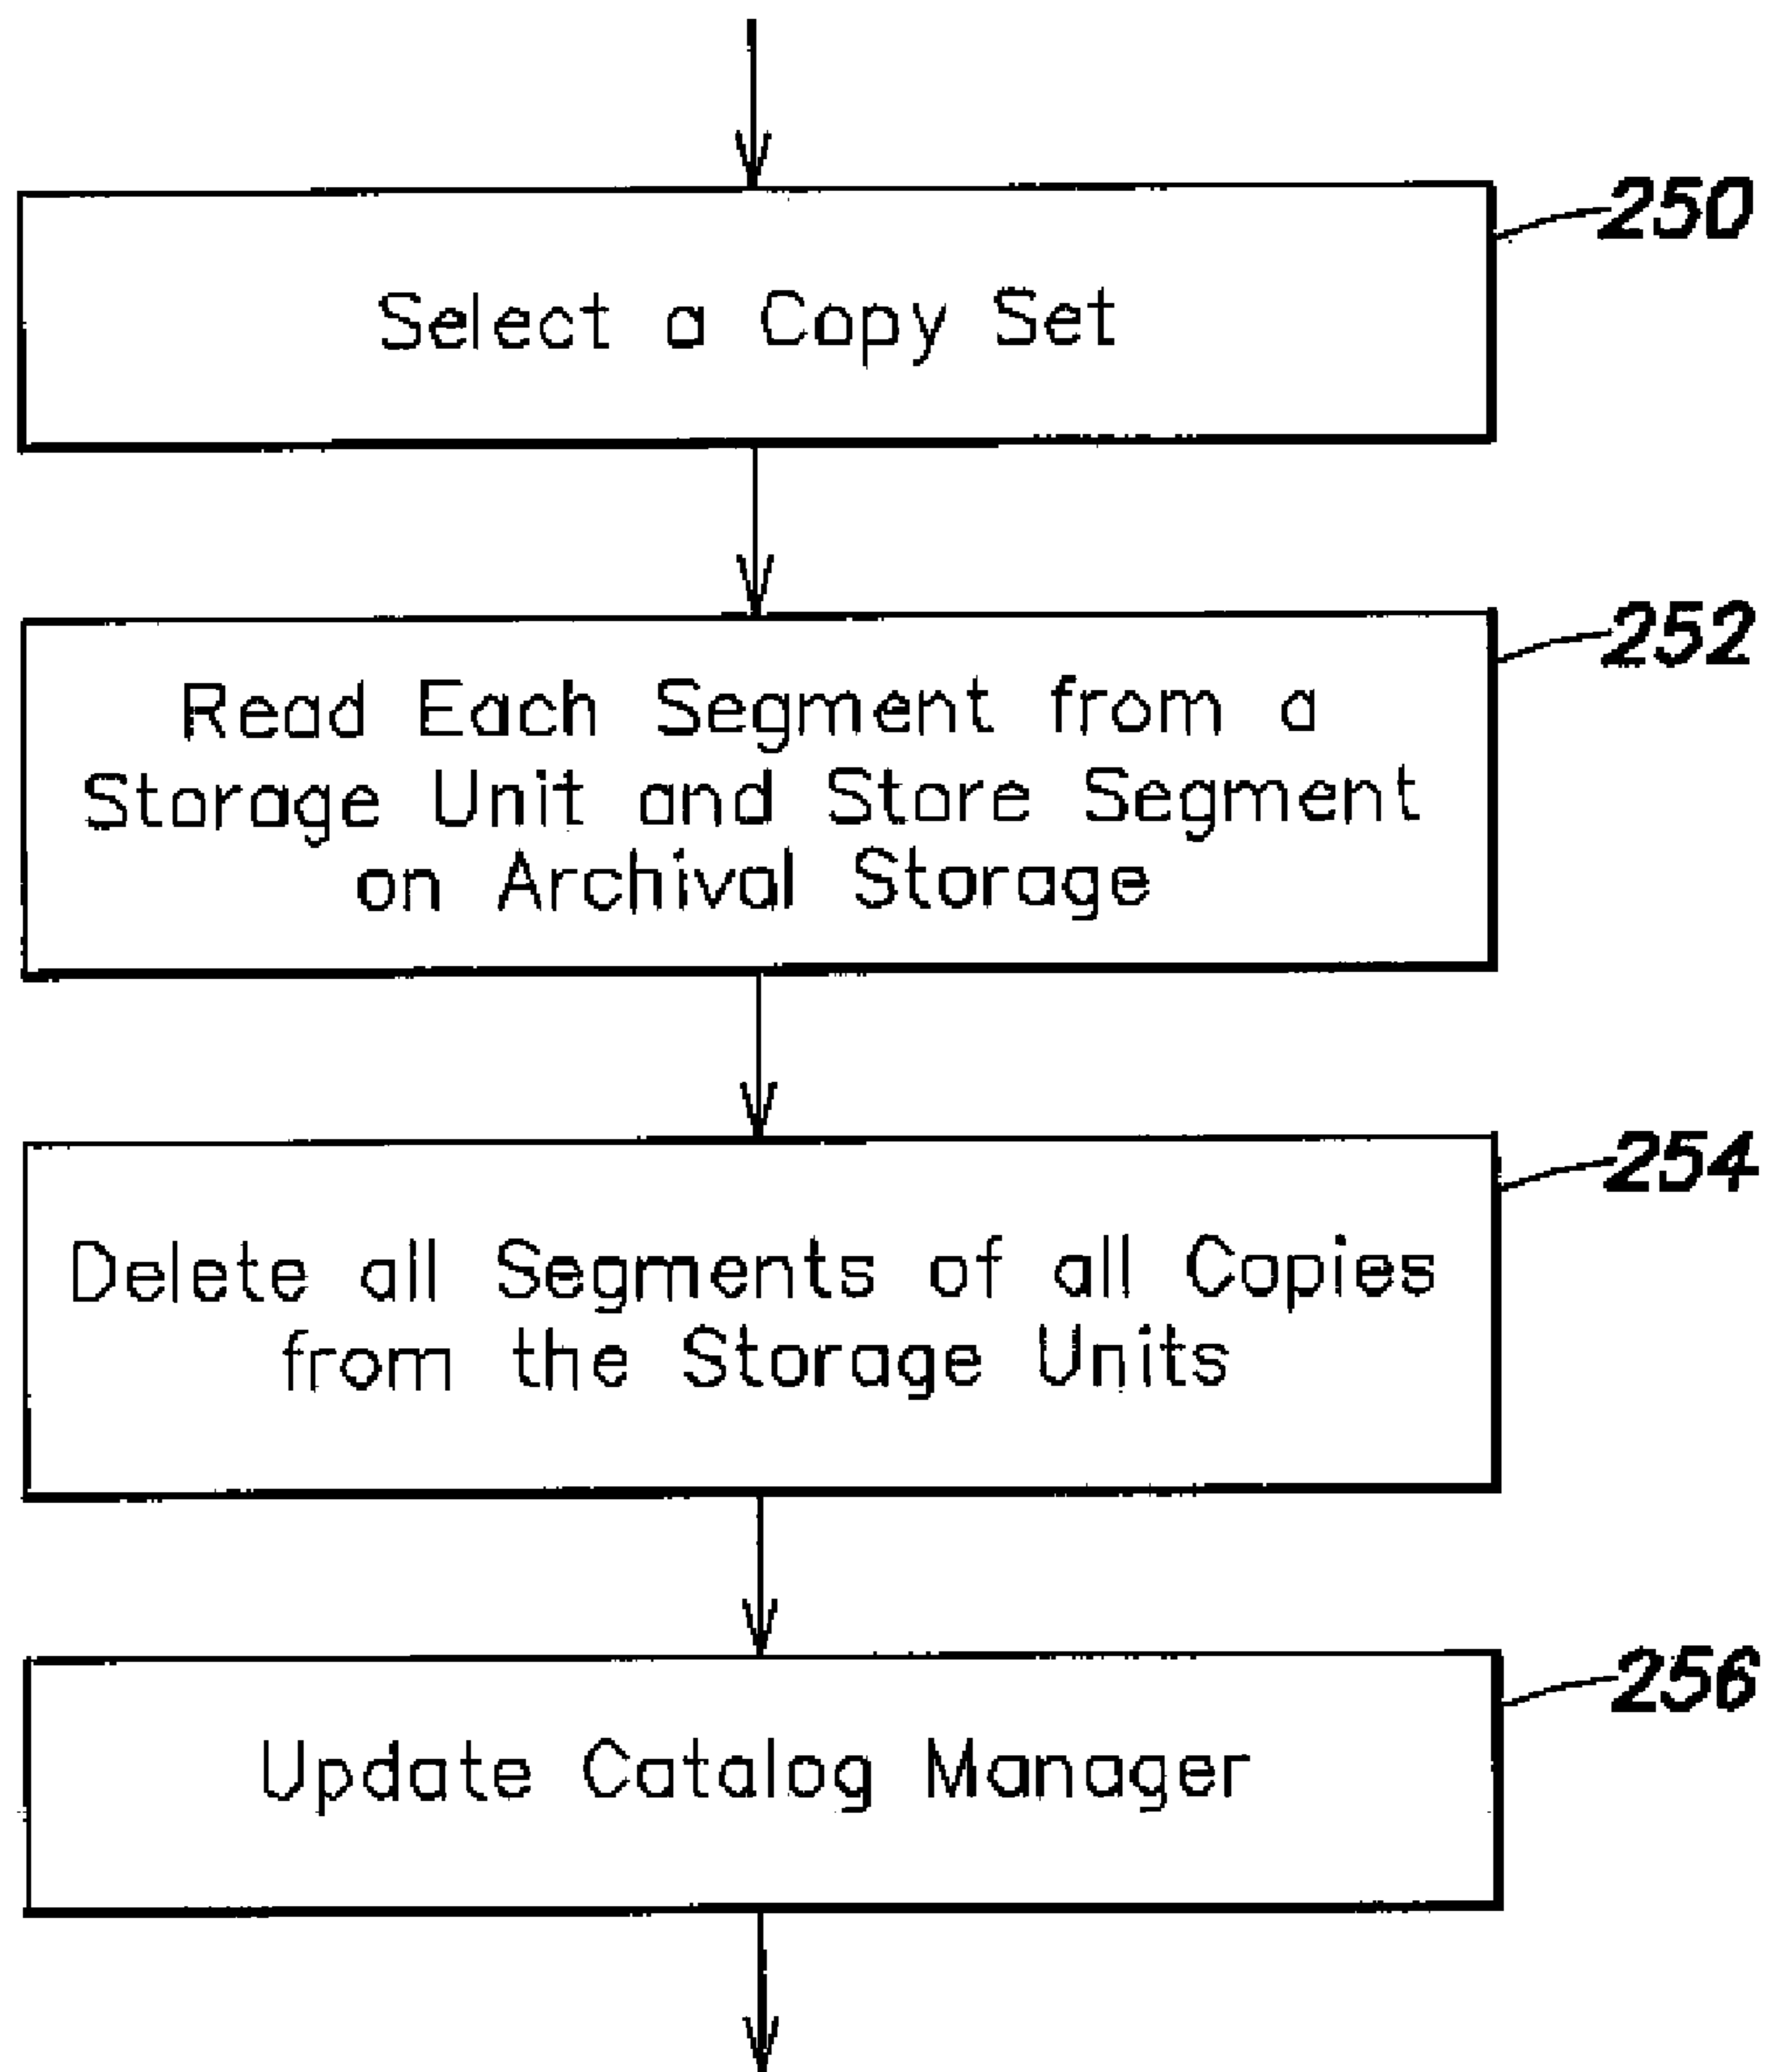 250
Select a Copy Set
252
Read Each Segment from a
Storage Unit and Store Segment
on Archival Storage
254
Delete all Segments of all Copies
from the Storage Units
256
Update Catalog Manager